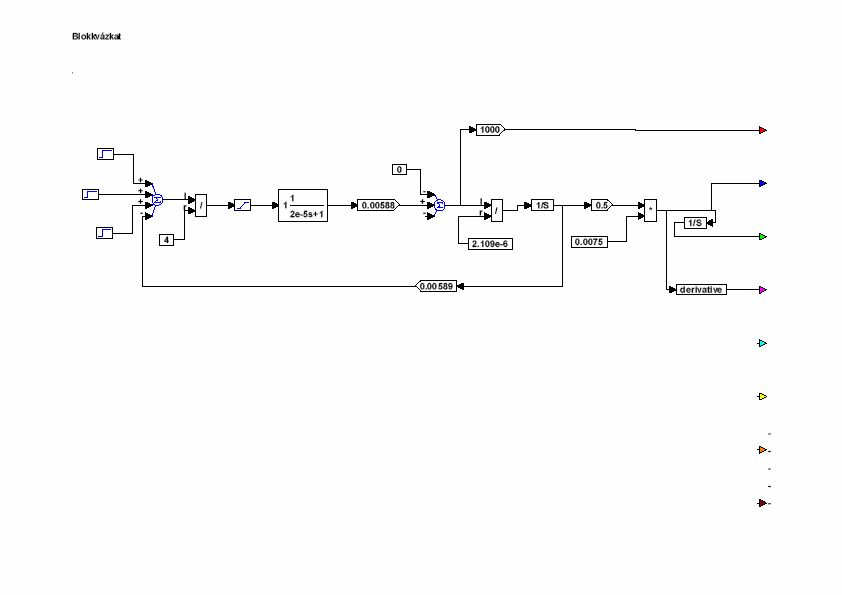 Blokkvázkat
1000
0
+
+
+
-
Σ
l
r
/
4
1
1
2e-5s+1
0.00588
-
+
-
Σ
l
r
/
2.109e-6
1/S
0.5
0.0075
*
1/S
0.00589
derivative
-
-
-
-
-